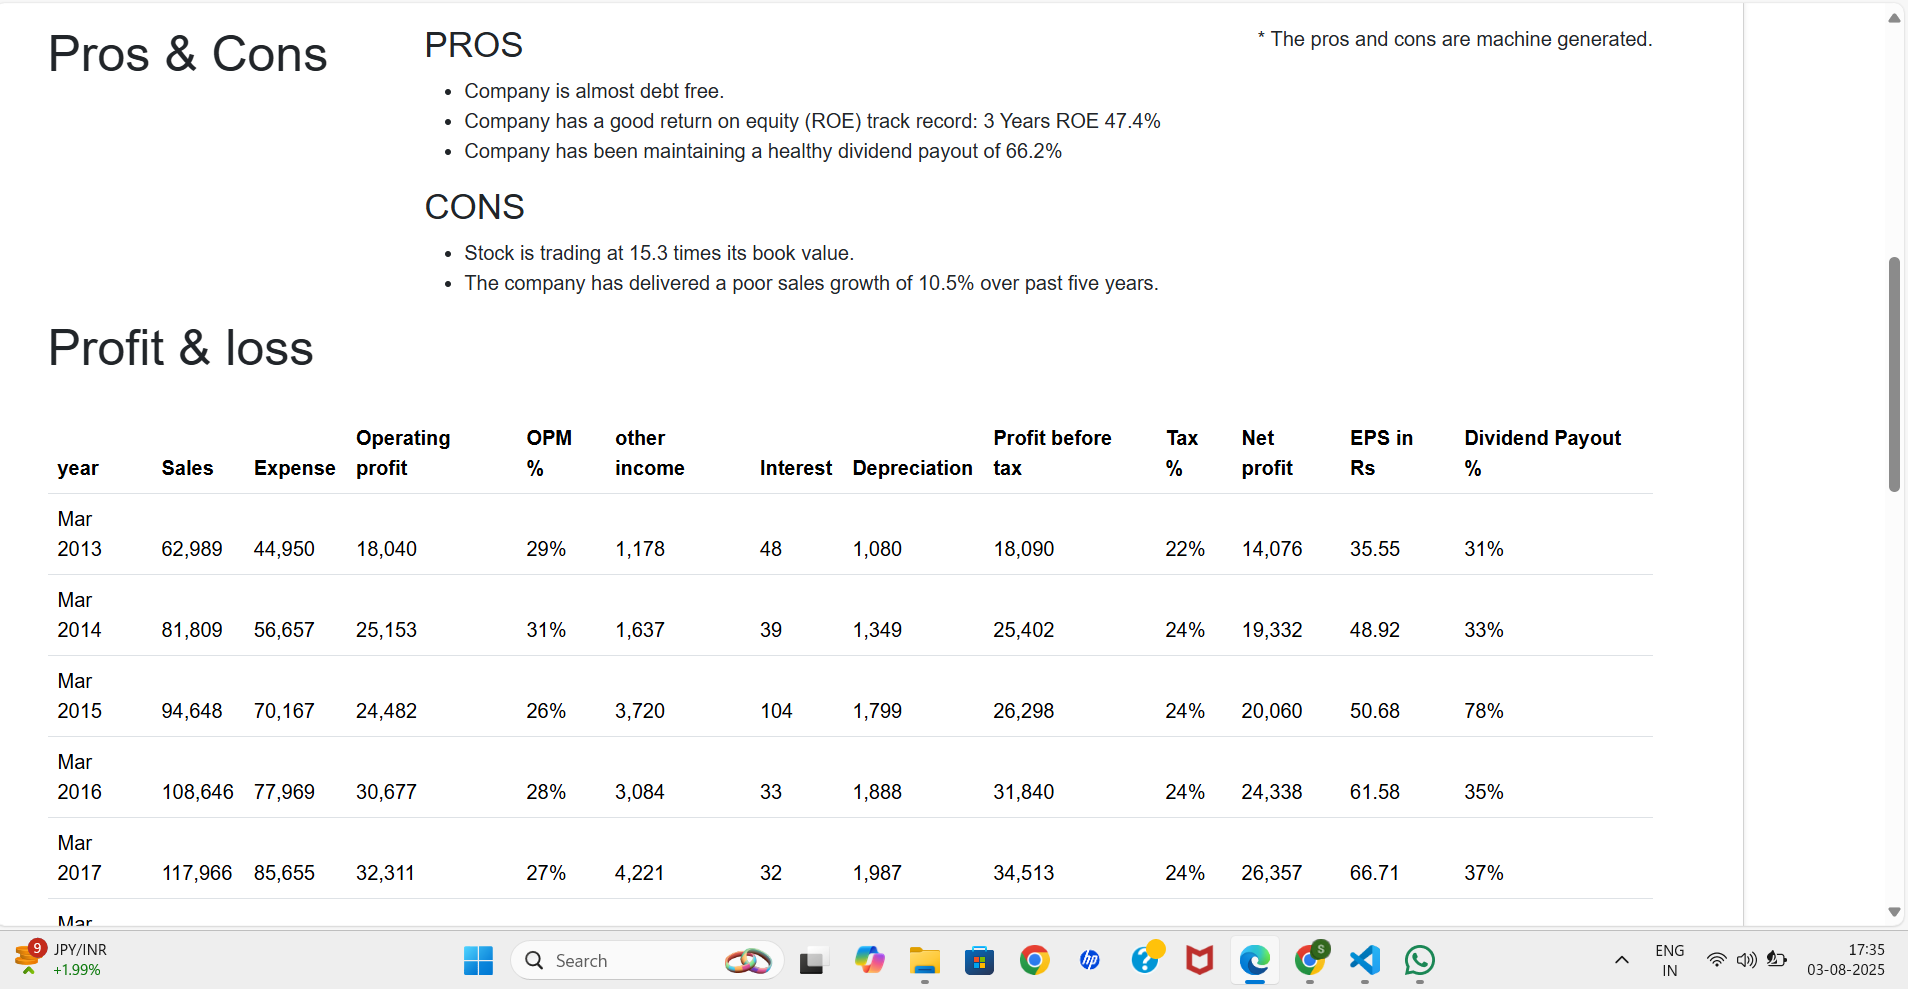 Pros & Cons
PROS
* The pros and cons are machine generated.
• Company is almost debt free.
• Company has a good return on equity (ROE) track record: 3 Years ROE 47.4%
• Company has been maintaining a healthy dividend payout of 66.2%
CONS
• Stock is trading at 15.3 times its book value.
• The company has delivered a poor sales growth of 10.5% over past five years.
Profit & loss
year Sales Expense Operating profit OPM % other income Interest Depreciation Profit before tax Tax % Net profit EPS in Rs Dividend Payout %
Mar 2013 62,989 44,950 18,040 29% 1,178 48 1,080 18,090 22% 14,076 35.55 31%
Mar 2014 81,809 56,657 25,153 31% 1,637 39 1,349 25,402 24% 19,332 48.92 33%
Mar 2015 94,648 70,167 24,482 26% 3,720 104 1,799 26,298 24% 20,060 50.68 78%
Mar 2016 108,646 77,969 30,677 28% 3,084 33 1,888 31,840 24% 24,338 61.58 35%
Mar 2017 117,966 85,655 32,311 27% 4,221 32 1,987 34,513 24% 26,357 66.71 37%
Mar
9 JPY/INR
+1.99%
Search
hp
S
ENG
IN
17:35
03-08-2025